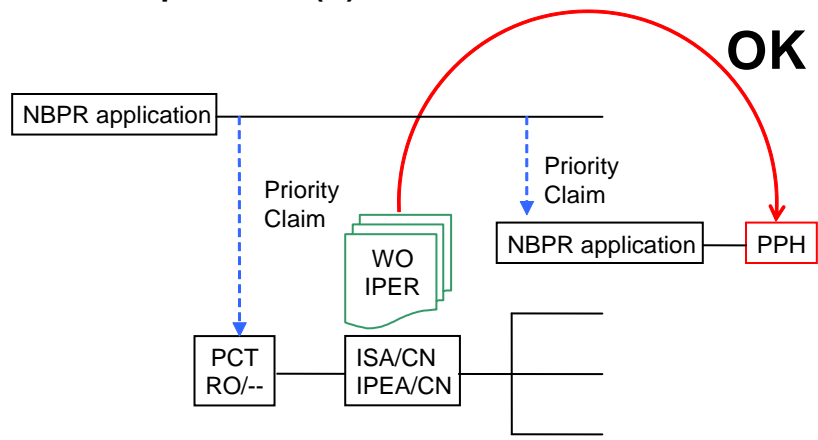 OK
NBPR application
Priority
Claim
Priority
Claim
WO
IPER
NBPR application
PPH
PCT
RO/--
ISA/CN
IPEA/CN